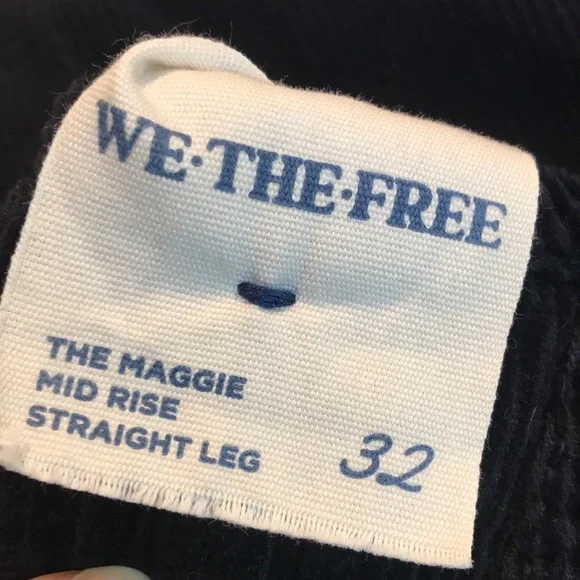 WE·THE·FREE
THE MAGGIE
MID RISE
STRAIGHT LEG
32